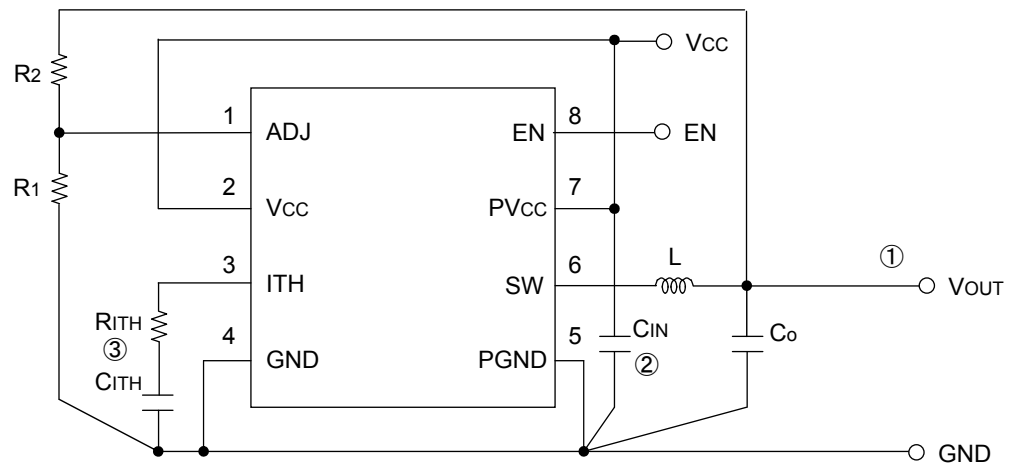 VCC
R2
1
ADJ
EN
8
EN
R1
2
VCC
PVCC
7
3
ITH
SW
6
L
①
VOUT
RITH
③
CITH
4
GND
PGND
5
CIN
②
Co
GND